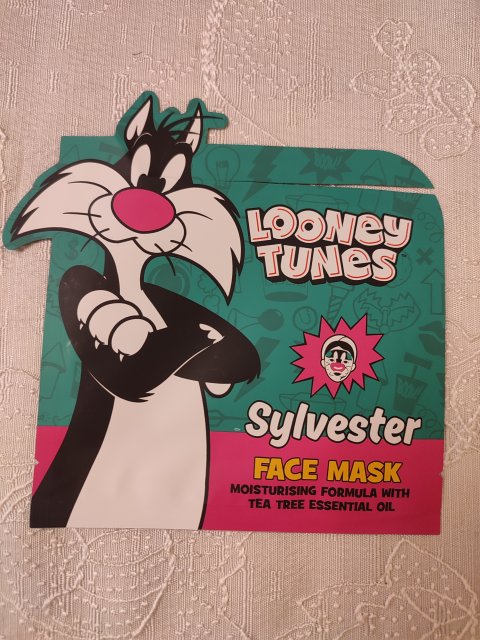 LOONEY
TUNES
Sylvester
FACE MASK
MOISTURISING FORMULA WITH
TEA TREE ESSENTIAL OIL